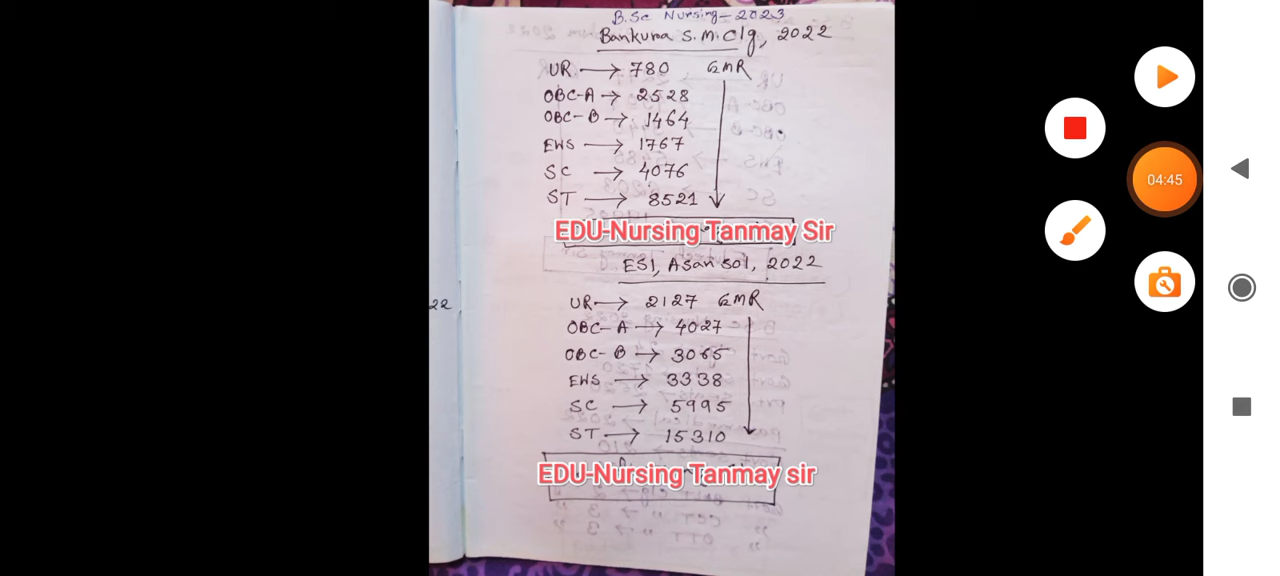 B.Sc Nursing-2023
Bankura S.M.Clg, 2022
UR → 780 GMR
OBC-A → 2528
OBC-B → 1464
EWS → 1767
SC → 4076
ST → 8521
EDU-Nursing Tanmay Sir
ESI, Asansol, 2022
UR → 2127 GMR
OBC-A → 4027
OBC-B → 3065
EWS → 3338
SC → 5995
ST → 15310
EDU-Nursing Tanmay sir
22
04:45